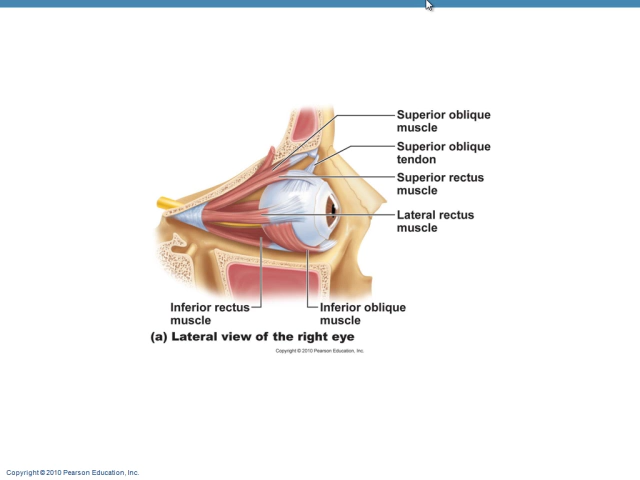 Superior oblique
muscle
Superior oblique
tendon
Superior rectus
muscle
Lateral rectus
muscle
Inferior rectus
muscle
Inferior oblique
muscle
(a) Lateral view of the right eye
Copyright © 2010 Pearson Education, Inc.
Copyright © 2010 Pearson Education, Inc.